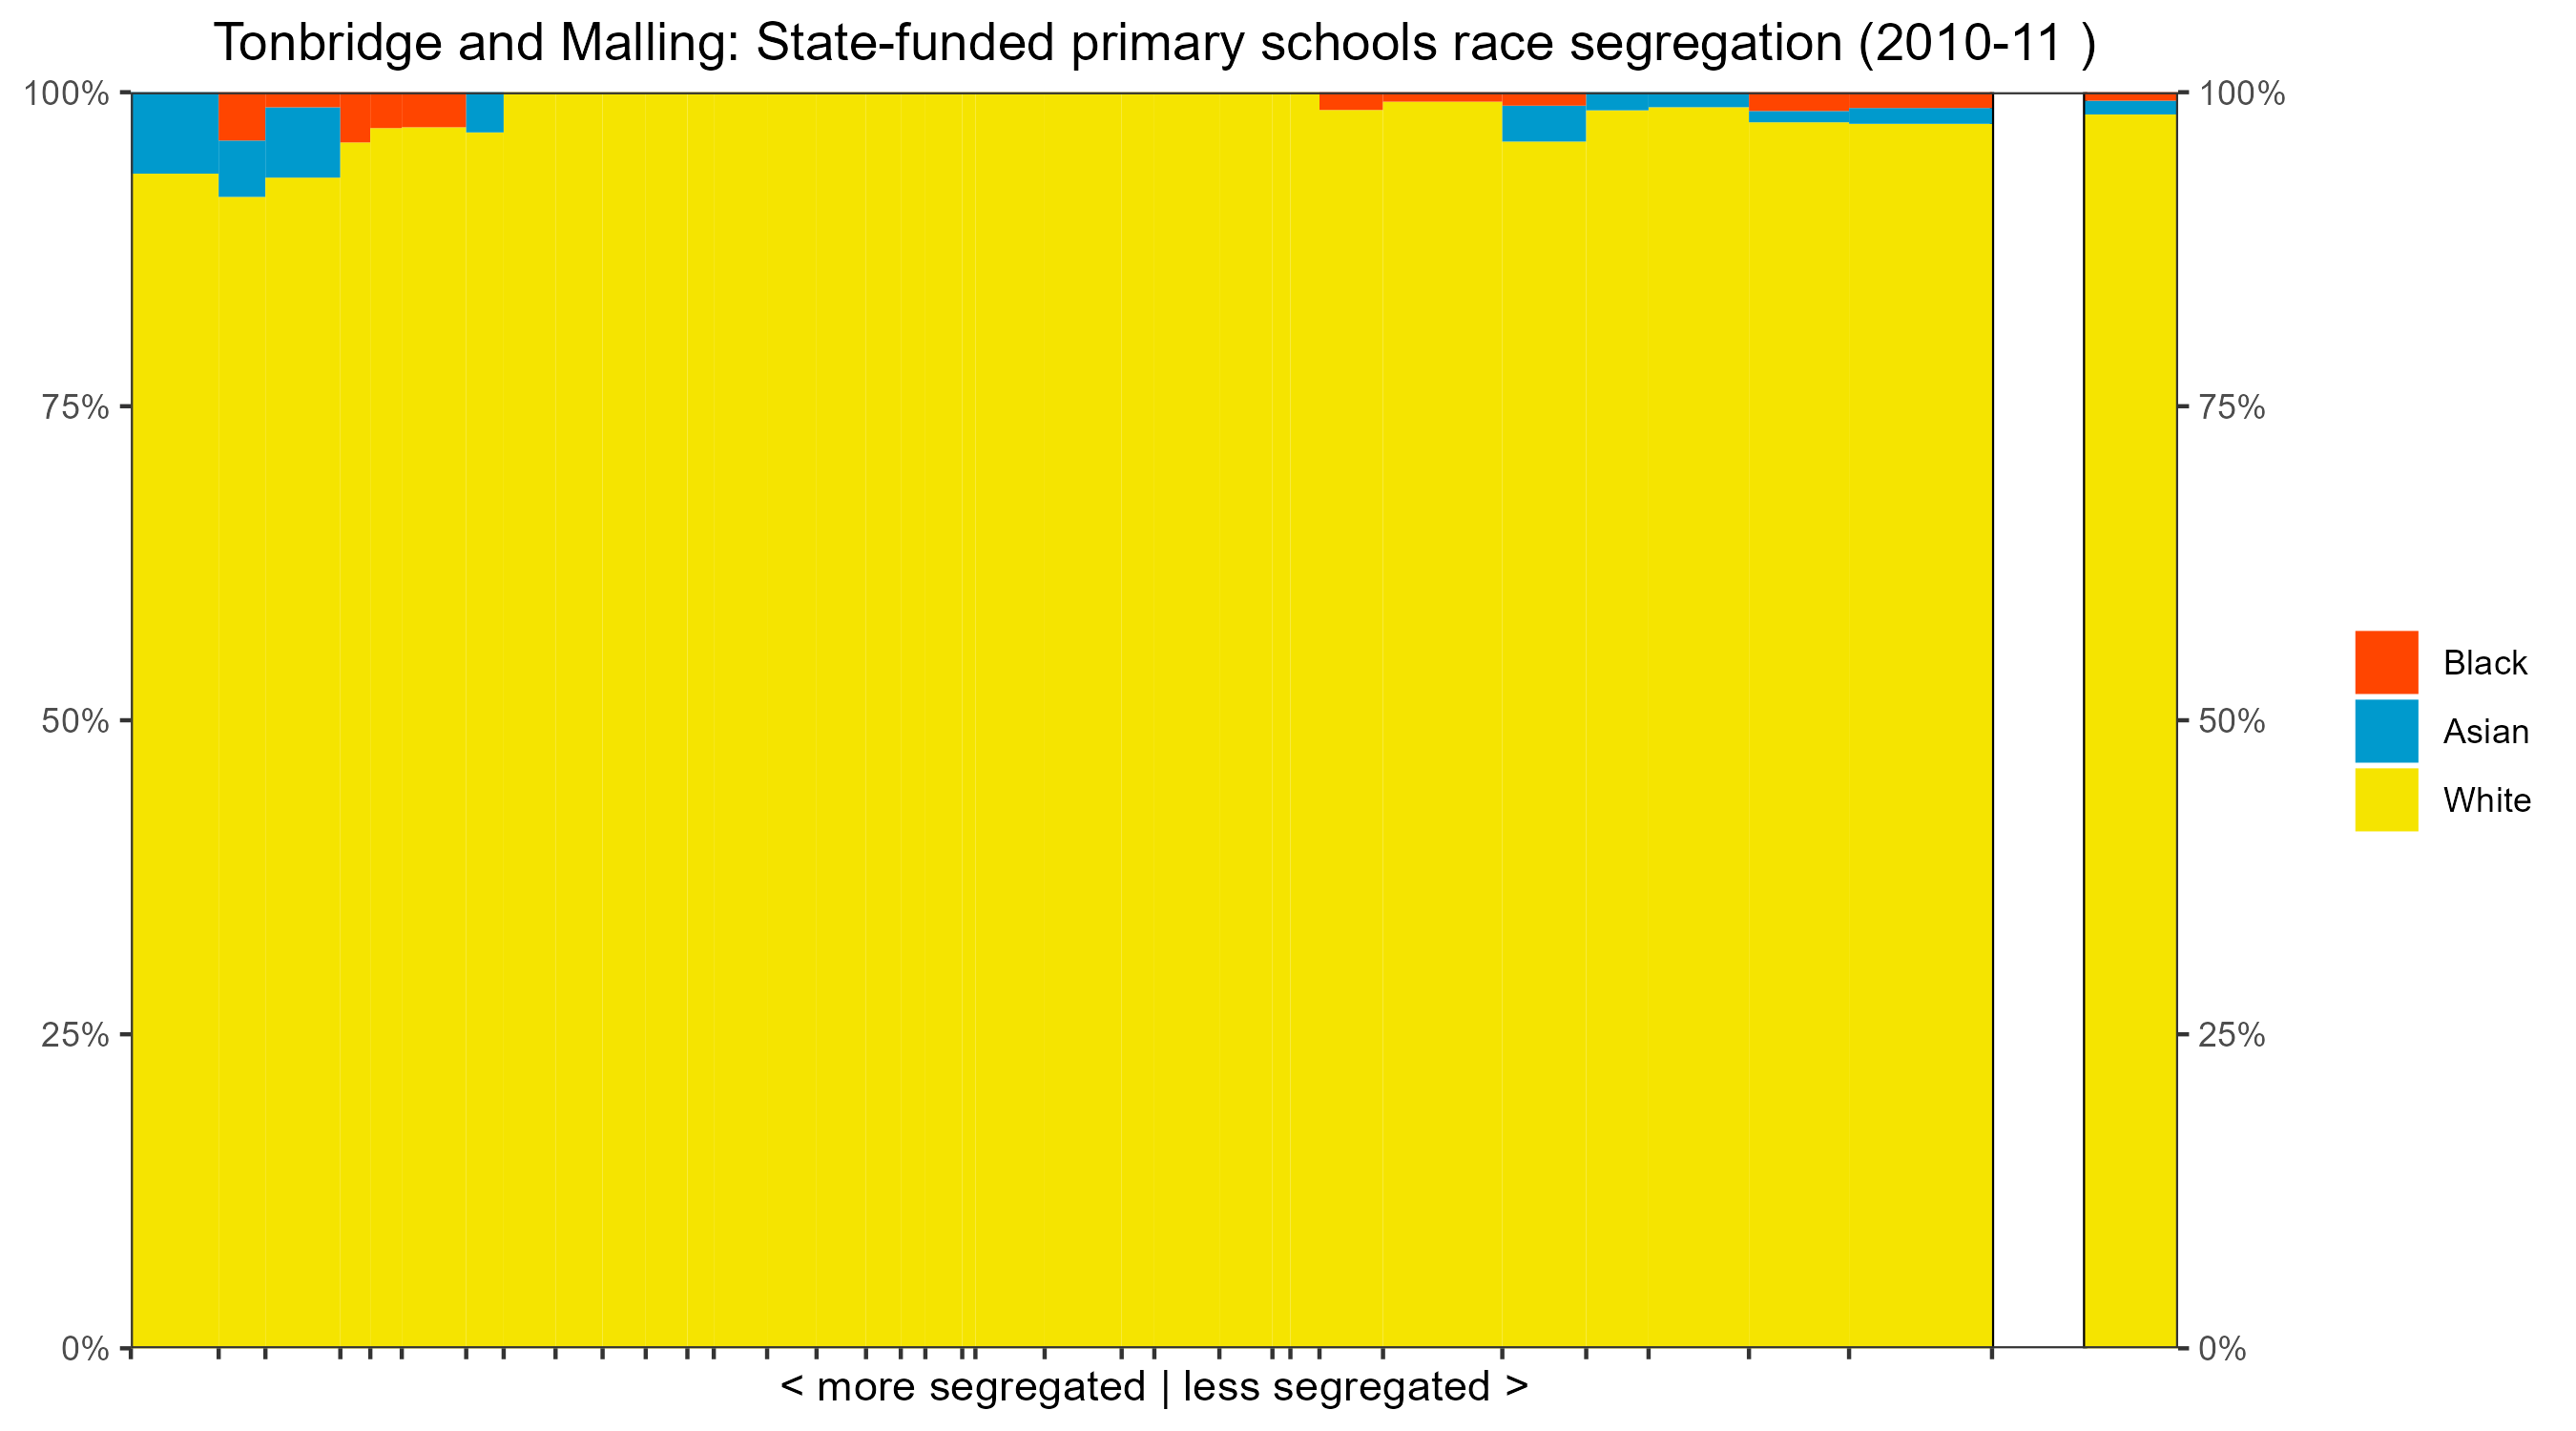 Tonbridge and Malling: State-funded primary schools race segregation (2010-11 )
100%
100%
75%
75%
50%
50%
25%
25%
0%
0%
Black
Asian
White
< more segregated | less segregated >